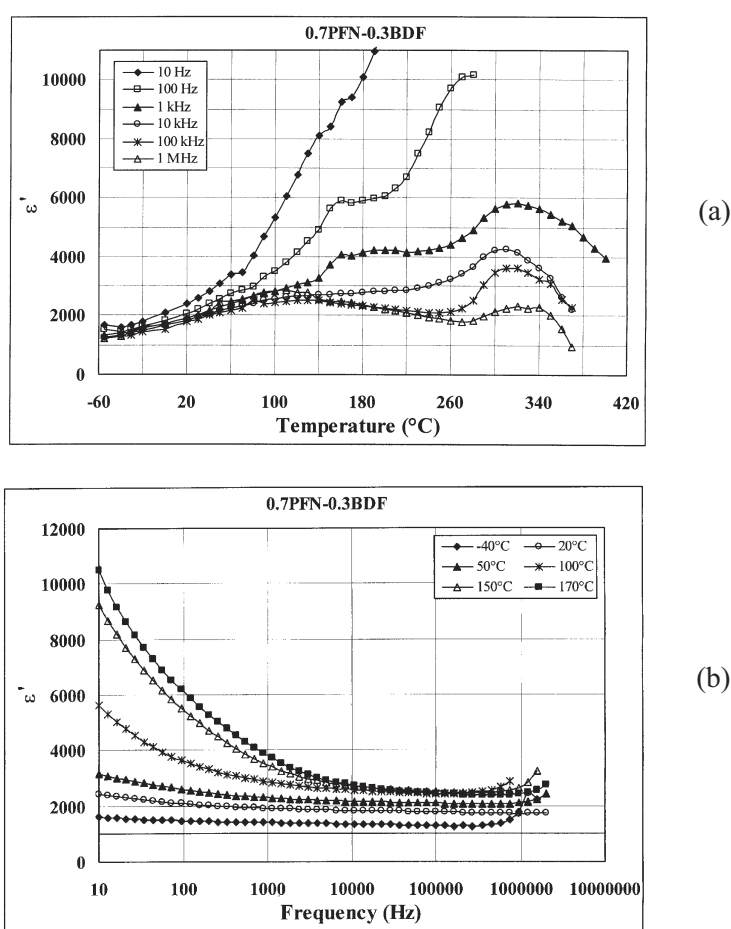 0.7PFN-0.3BDF
10000
8000
6000
4000
2000
0
ε'
10 Hz
100 Hz
1 kHz
10 kHz
100 kHz
1 MHz
-60 20 100 180 260 340 420
Temperature (°C)
(a)
0.7PFN-0.3BDF
12000
10000
8000
6000
4000
2000
0
ε'
-40°C 20°C
50°C 100°C
150°C 170°C
10 100 1000 10000 100000 1000000 10000000
Frequency (Hz)
(b)